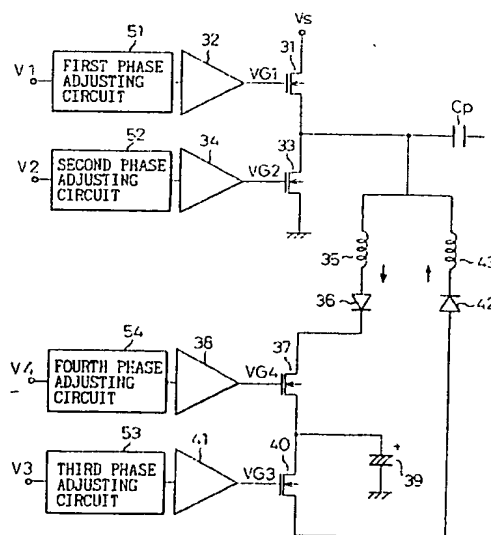 Vs
51
32
31
V1
FIRST PHASE
ADJUSTING
CIRCUIT
VG1
Cp
52
34
33
V2
SECOND PHASE
ADJUSTING
CIRCUIT
VG2
35
43
36
42
54
38
37
V4
FOURTH PHASE
ADJUSTING
CIRCUIT
VG4
53
41
40
+
39
V3
THIRD PHASE
ADJUSTING
CIRCUIT
VG3